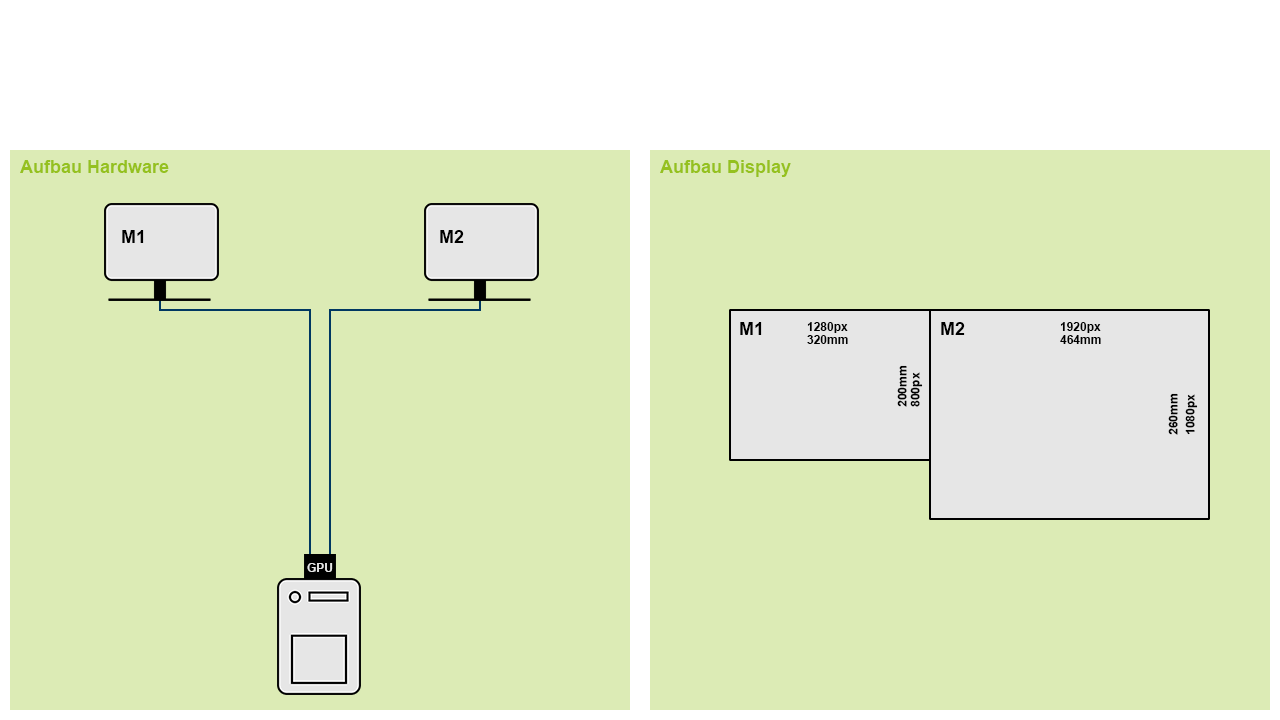 Aufbau Hardware
M1
M2
GPU
Aufbau Display
M1
1280px
320mm
200mm
800px
M2
1920px
464mm
260mm
1080px